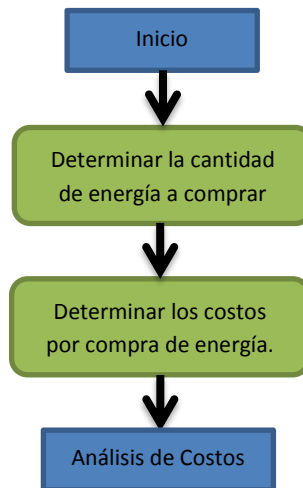 Inicio
Determinar la cantidad
de energía a comprar
Determinar los costos
por compra de energía.
Análisis de Costos